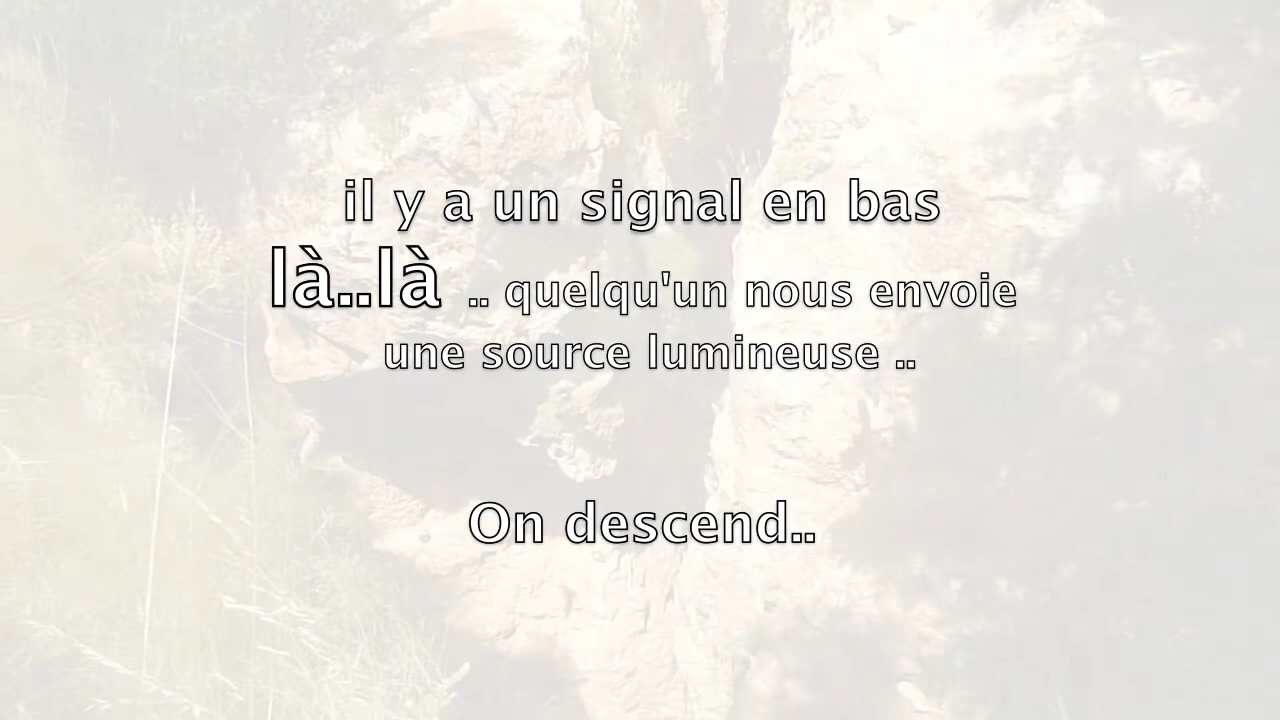 il y a un signal en bas
là..là .. quelqu'un nous envoie
une source lumineuse ..
On descend..